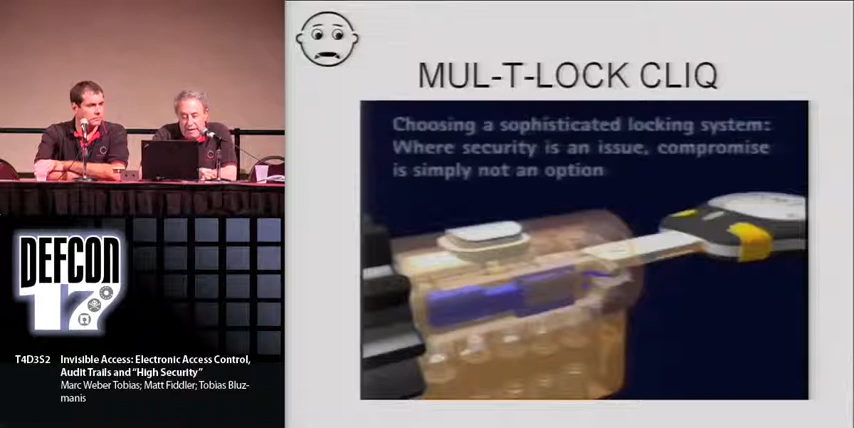 MUL-T-LOCK CLIQ
Choosing a sophisticated locking system:
Where security is an issue, compromise
is simply not an option
DEFCON
17
T4D3S2
Invisible Access: Electronic Access Control,
Audit Trails and “High Security”
Marc Weber Tobias; Matt Fiddler; Tobias Bluz-
manis